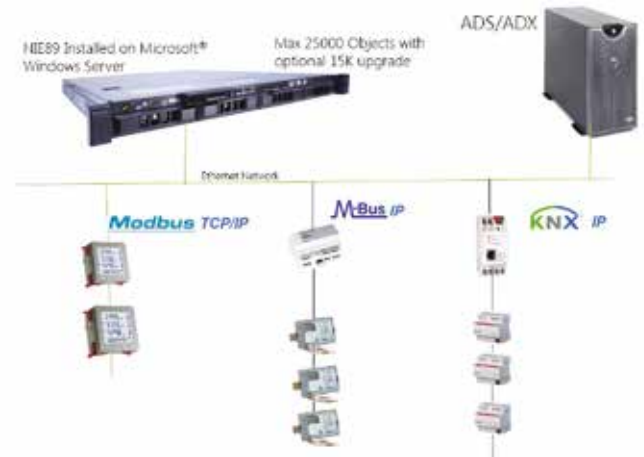 NIE89 Installed on Microsoft®
Windows Server
Max 25000 Objects with
optional 15K upgrade
ADS/ADX
Ethernet Network
Modbus TCP/IP
M-Bus IP
KNX IP